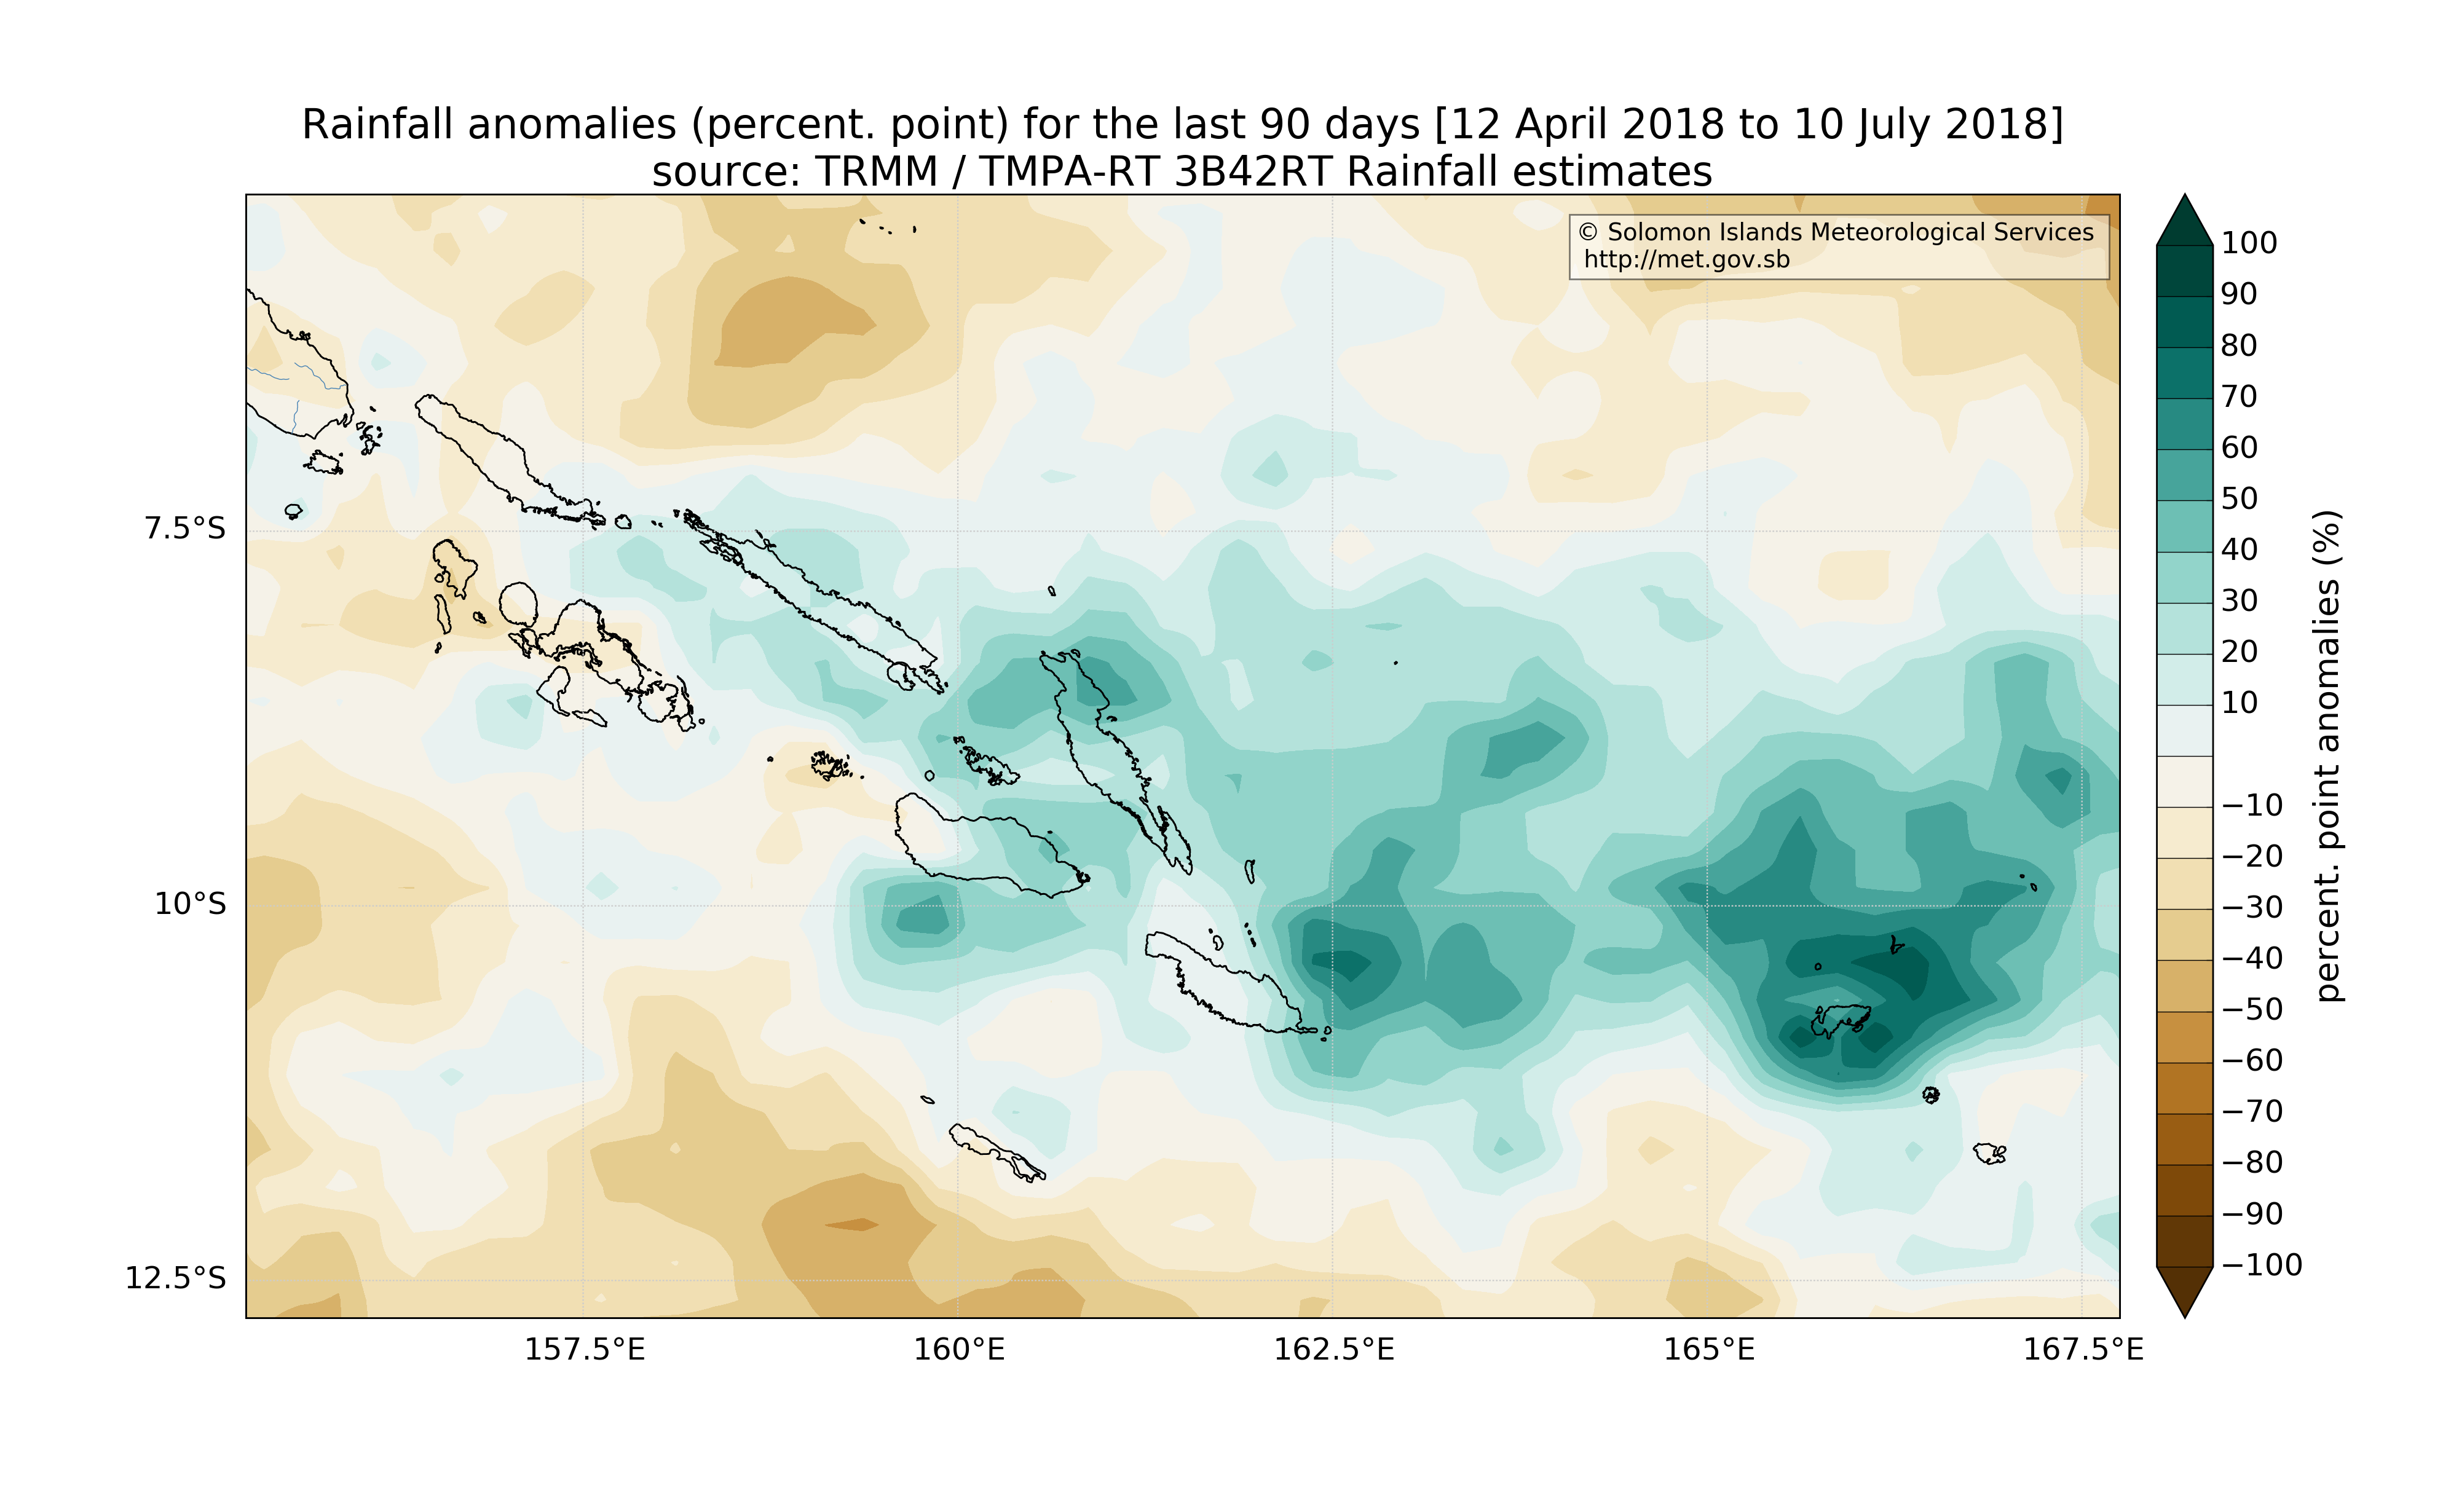 Rainfall anomalies (percent. point) for the last 90 days [12 April 2018 to 10 July 2018]
source: TRMM / TMPA-RT 3B42RT Rainfall estimates
© Solomon Islands Meteorological Services
http://met.gov.sb
7.5°S
10°S
12.5°S
157.5°E
160°E
162.5°E
165°E
167.5°E
100
90
80
70
60
50
40
30
20
10
−10
−20
−30
−40
−50
−60
−70
−80
−90
−100
percent. point anomalies (%)